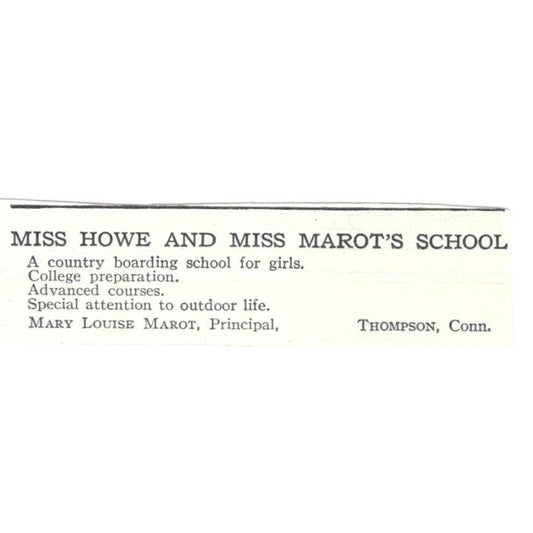 MISS HOWE AND MISS MAROT'S SCHOOL
A country boarding school for girls.
College preparation.
Advanced courses.
Special attention to outdoor life.
MARY LOUISE MAROT, Principal, THOMPSON, Conn.